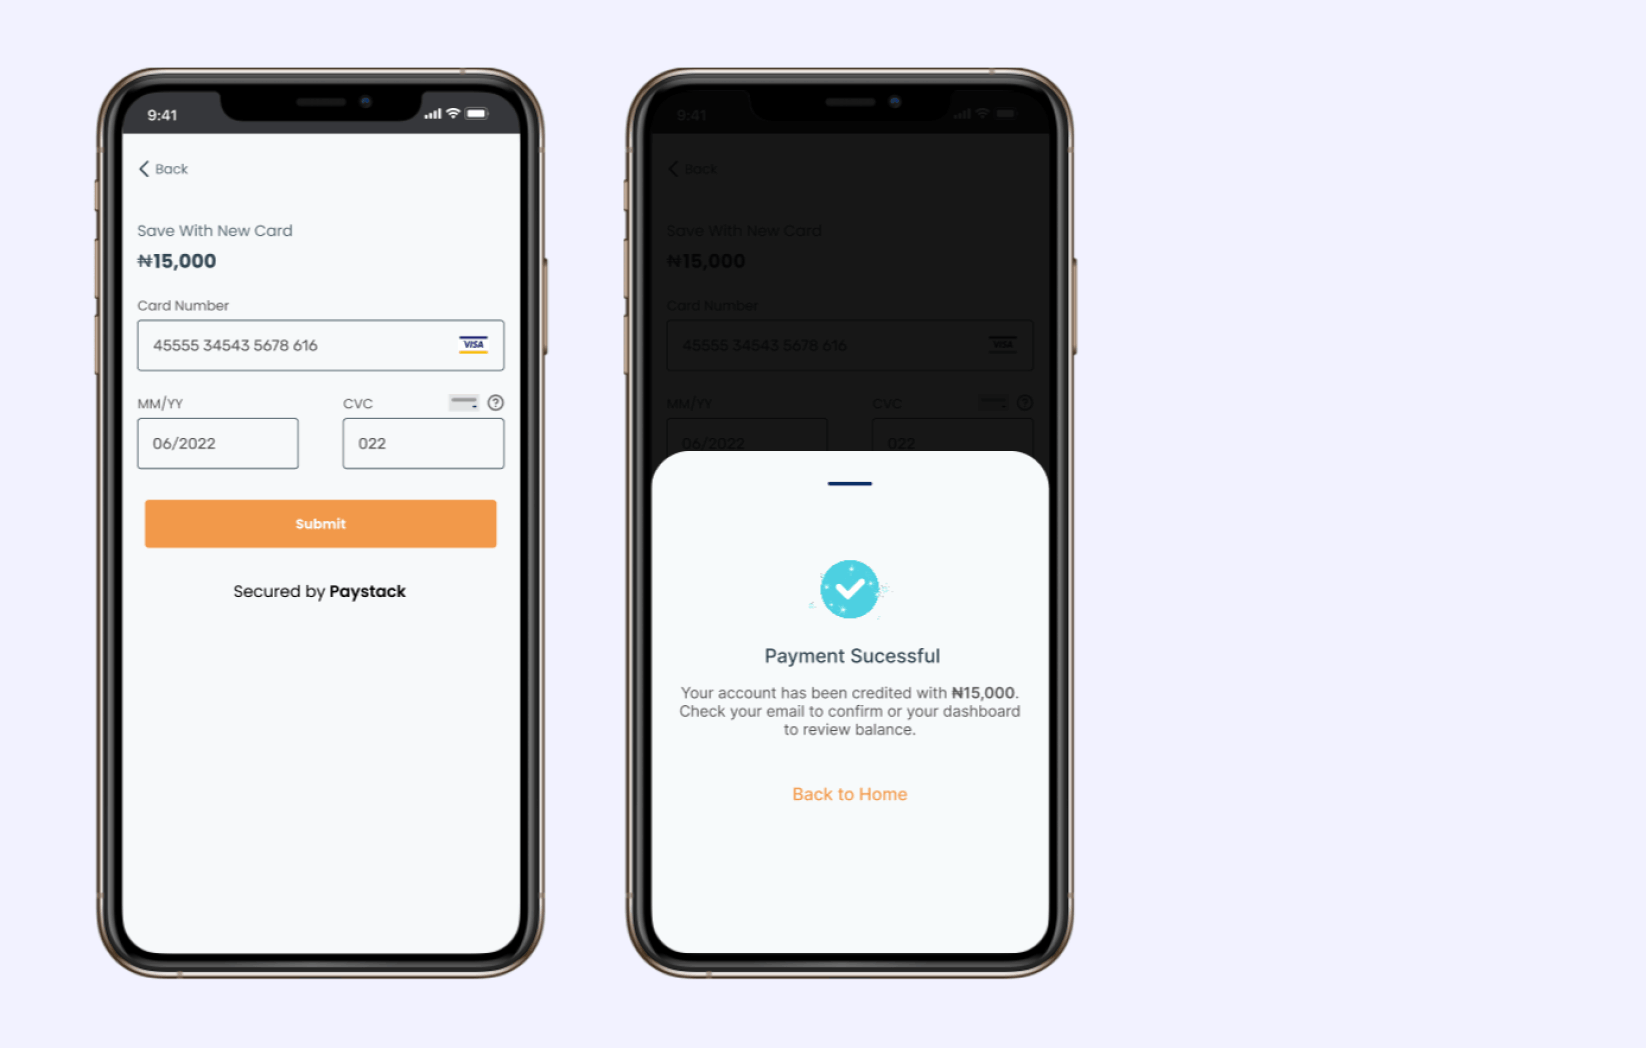 9:41
Back
Save With New Card
₦15,000
Card Number
45555 34543 5678 616
VISA
MM/YY
CVC
06/2022
022
Submit
Secured by Paystack
9:41
Back
Save With New Card
₦15,000
Card Number
45555 34543 5678 616
VISA
MM/YY
CVC
06/2022
022
Payment Sucessful
Your account has been credited with ₦15,000.
Check your email to confirm or your dashboard
to review balance.
Back to Home